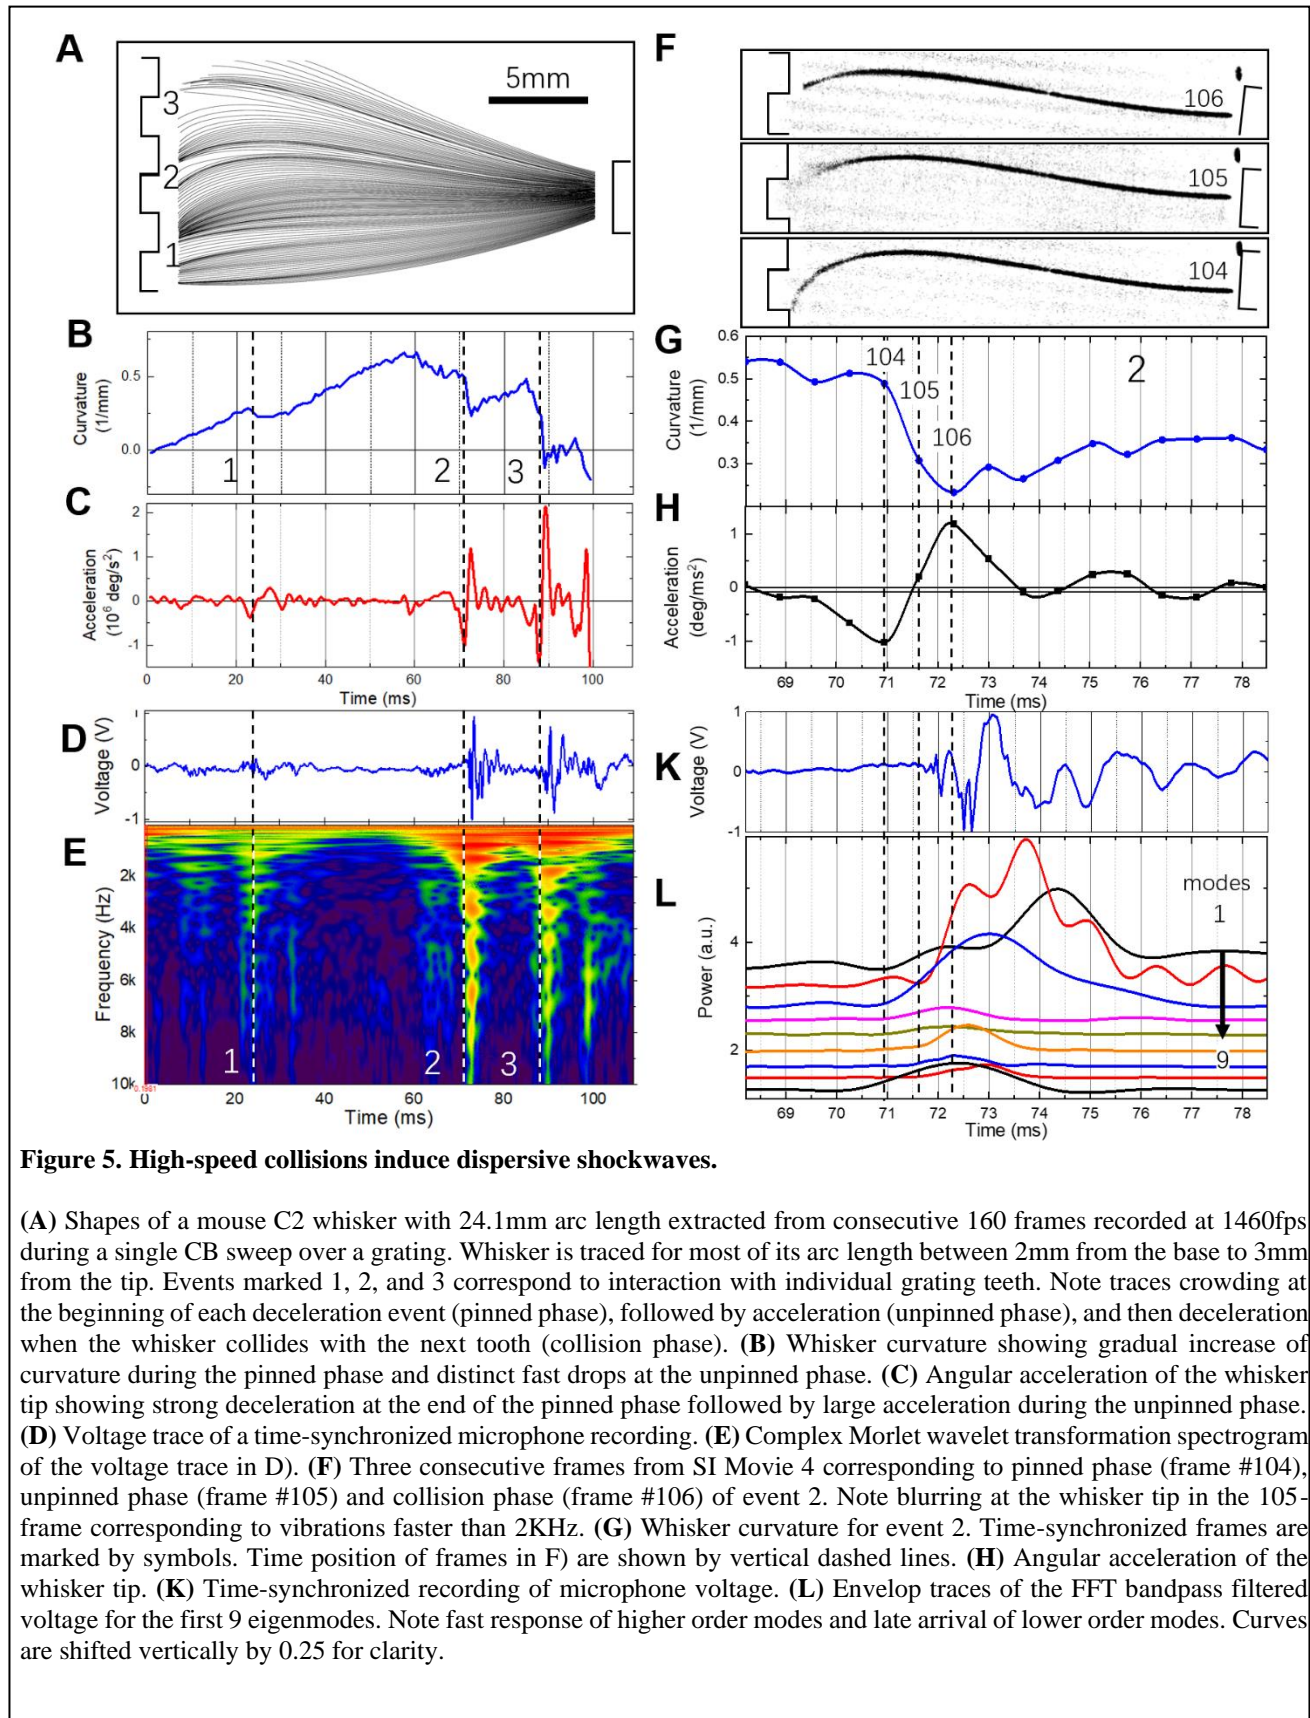 A
5mm
3
2
1
B
0.5
0.0
Curvature
(1/mm)
1
2
3
C
2
1
0
-1
Acceleration
(10⁶ deg/s²)
0 20 40 60 80 100
Time (ms)
D
1
0
-1
Voltage (V)
E
2k
4k
6k
8k
10k
Frequency (Hz)
1
2
3
0 20 40 60 80 100
Time (ms)
F
106
105
104
G
0.6
0.5
0.4
0.3
Curvature
(1/mm)
104
105
106
2
H
1
0
-1
Acceleration
(deg/ms²)
69 70 71 72 73 74 75 76 77 78
Time (ms)
K
1
0
-1
Voltage (V)
L
modes
1
9
4
2
Power (a.u.)
69 70 71 72 73 74 75 76 77 78
Time (ms)
Figure 5. High-speed collisions induce dispersive shockwaves.
(A) Shapes of a mouse C2 whisker with 24.1mm arc length extracted from consecutive 160 frames recorded at 1460fps
during a single CB sweep over a grating. Whisker is traced for most of its arc length between 2mm from the base to 3mm
from the tip. Events marked 1, 2, and 3 correspond to interaction with individual grating teeth. Note traces crowding at
the beginning of each deceleration event (pinned phase), followed by acceleration (unpinned phase), and then deceleration
when the whisker collides with the next tooth (collision phase). (B) Whisker curvature showing gradual increase of
curvature during the pinned phase and distinct fast drops at the unpinned phase. (C) Angular acceleration of the whisker
tip showing strong deceleration at the end of the pinned phase followed by large acceleration during the unpinned phase.
(D) Voltage trace of a time-synchronized microphone recording. (E) Complex Morlet wavelet transformation spectrogram
of the voltage trace in D). (F) Three consecutive frames from SI Movie 4 corresponding to pinned phase (frame #104),
unpinned phase (frame #105) and collision phase (frame #106) of event 2. Note blurring at the whisker tip in the 105-
frame corresponding to vibrations faster than 2KHz. (G) Whisker curvature for event 2. Time-synchronized frames are
marked by symbols. Time position of frames in F) are shown by vertical dashed lines. (H) Angular acceleration of the
whisker tip. (K) Time-synchronized recording of microphone voltage. (L) Envelop traces of the FFT bandpass filtered
voltage for the first 9 eigenmodes. Note fast response of higher order modes and late arrival of lower order modes. Curves
are shifted vertically by 0.25 for clarity.